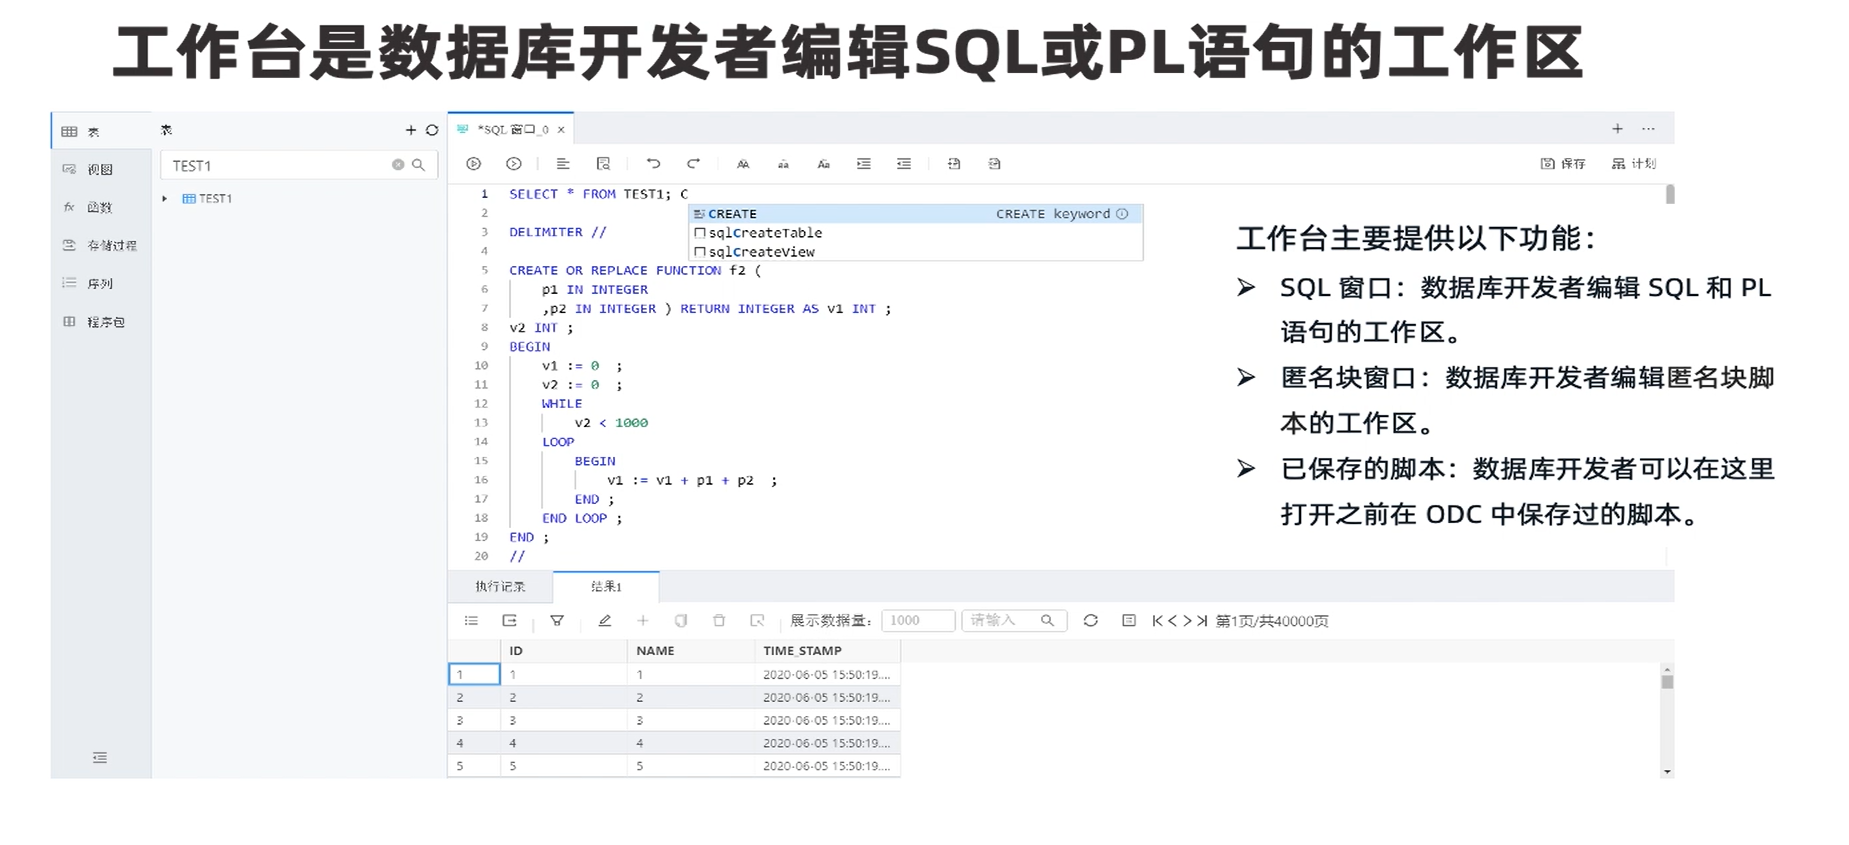 工作台是数据库开发者编辑SQL或PL语句的工作区
表
视图
函数
存储过程
序列
程序包
表
TEST1
TEST1
*SQL 窗口_0
保存
计划
1 SELECT * FROM TEST1; C
CREATE CREATE keyword
sqlCreateTable
sqlCreateView
2
3 DELIMITER //
4
5 CREATE OR REPLACE FUNCTION f2 (
6 p1 IN INTEGER
7 ,p2 IN INTEGER ) RETURN INTEGER AS v1 INT ;
8 v2 INT ;
9 BEGIN
10 v1 := 0 ;
11 v2 := 0 ;
12 WHILE
13 v2 < 1000
14 LOOP
15 BEGIN
16 v1 := v1 + p1 + p2 ;
17 END ;
18 END LOOP ;
19 END ;
20 //
工作台主要提供以下功能：
SQL 窗口：数据库开发者编辑 SQL 和 PL
语句的工作区。
匿名块窗口：数据库开发者编辑匿名块脚
本的工作区。
已保存的脚本：数据库开发者可以在这里
打开之前在 ODC 中保存过的脚本。
执行记录 结果1
展示数据量： 1000 请输入 第1页/共40000页
ID NAME TIME_STAMP
1 1 1 2020-06-05 15:50:19....
2 2 2 2020-06-05 15:50:19....
3 3 3 2020-06-05 15:50:19....
4 4 4 2020-06-05 15:50:19....
5 5 5 2020-06-05 15:50:19....